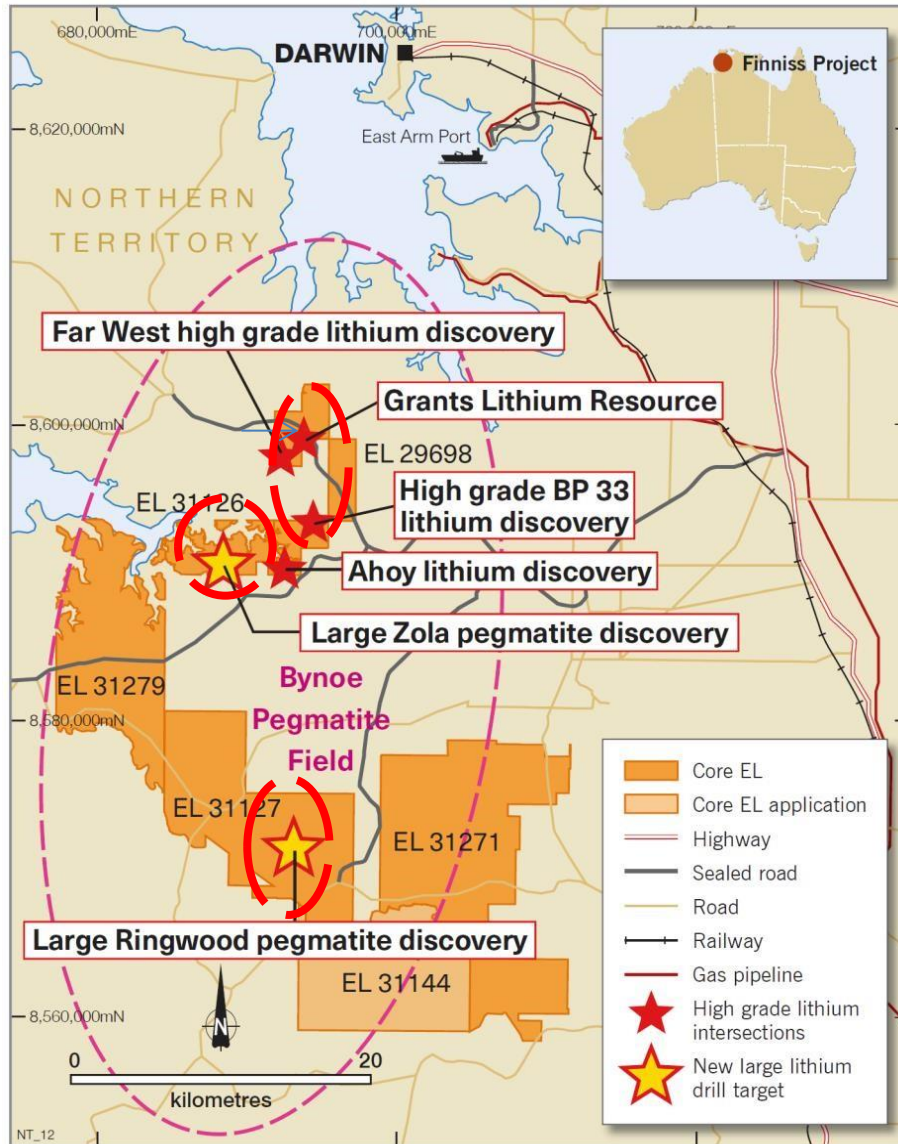 680,000mE
700,000mE
DARWIN
Finniss Project
8,620,000mN
East Arm Port
NORTHERN
TERRITORY
Far West high grade lithium discovery
Grants Lithium Resource
8,600,000mN
EL 29698
High grade BP 33
lithium discovery
EL 31126
Ahoy lithium discovery
Large Zola pegmatite discovery
EL 31279
Bynoe
Pegmatite
Field
8,580,000mN
EL 31127
EL 31271
Large Ringwood pegmatite discovery
EL 31144
8,560,000mN
N
0
20
kilometres
NT_12
Core EL
Core EL application
Highway
Sealed road
Road
Railway
Gas pipeline
High grade lithium
intersections
New large lithium
drill target